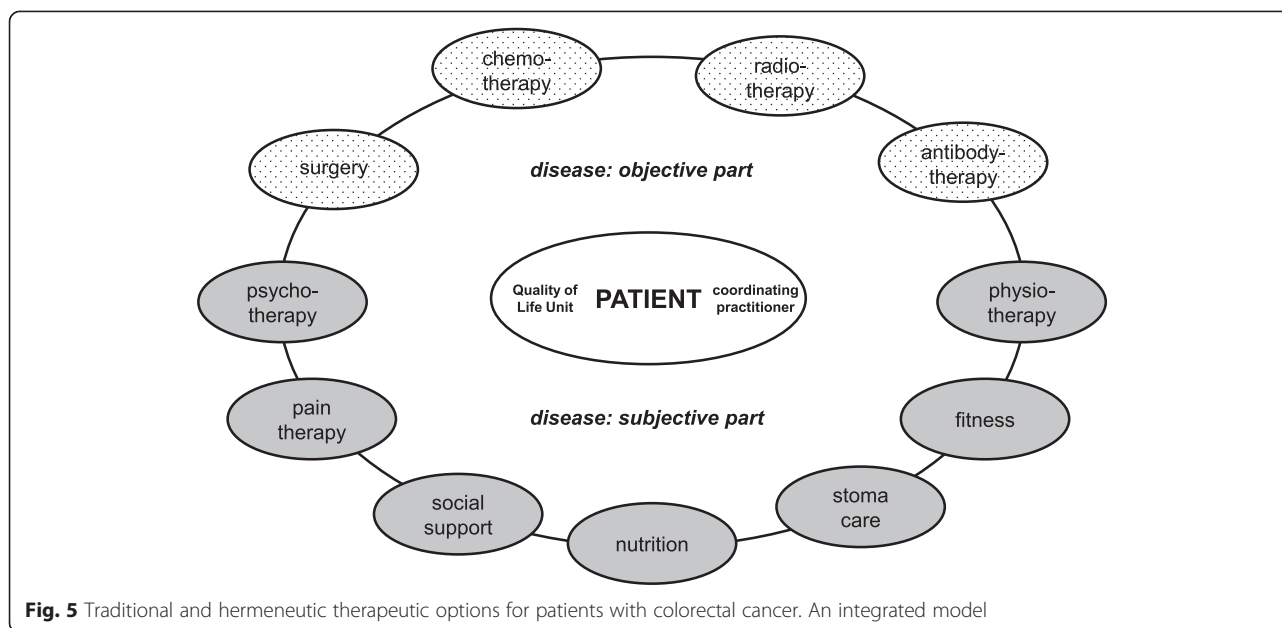 chemo-
therapy
radio-
therapy
surgery
disease: objective part
antibody-
therapy
psycho-
therapy
Quality of
Life Unit
PATIENT
coordinating
practitioner
physio-
therapy
pain
therapy
disease: subjective part
fitness
social
support
nutrition
stoma
care
Fig. 5 Traditional and hermeneutic therapeutic options for patients with colorectal cancer. An integrated model